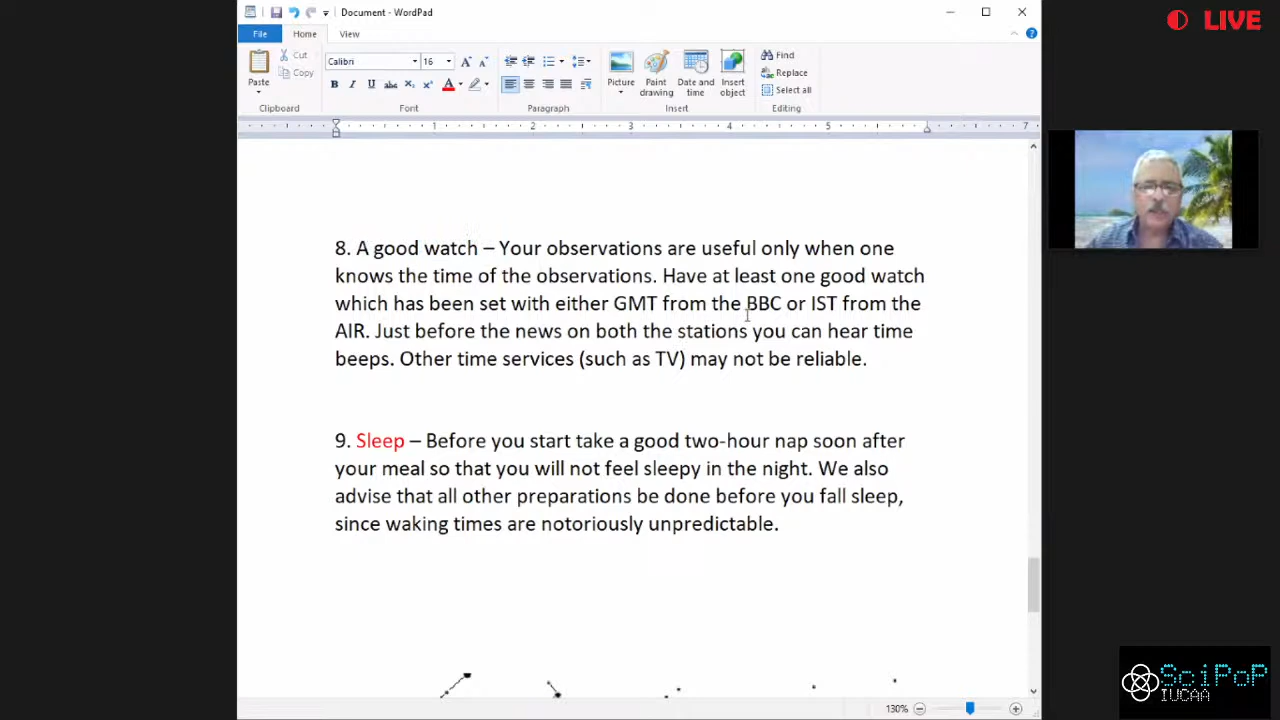 Document - WordPad
LIVE
File Home View
Paste
Cut
Copy
Clipboard
Calibri 16
Font
Paragraph
Picture
Paint drawing
Date and time
Insert object
Insert
Find
Replace
Select all
Editing
1 2 3 4 5 7
8. A good watch – Your observations are useful only when one
knows the time of the observations. Have at least one good watch
which has been set with either GMT from the BBC or IST from the
AIR. Just before the news on both the stations you can hear time
beeps. Other time services (such as TV) may not be reliable.
9. Sleep – Before you start take a good two-hour nap soon after
your meal so that you will not feel sleepy in the night. We also
advise that all other preparations be done before you fall sleep,
since waking times are notoriously unpredictable.
SciPoP
IUCAA
130%